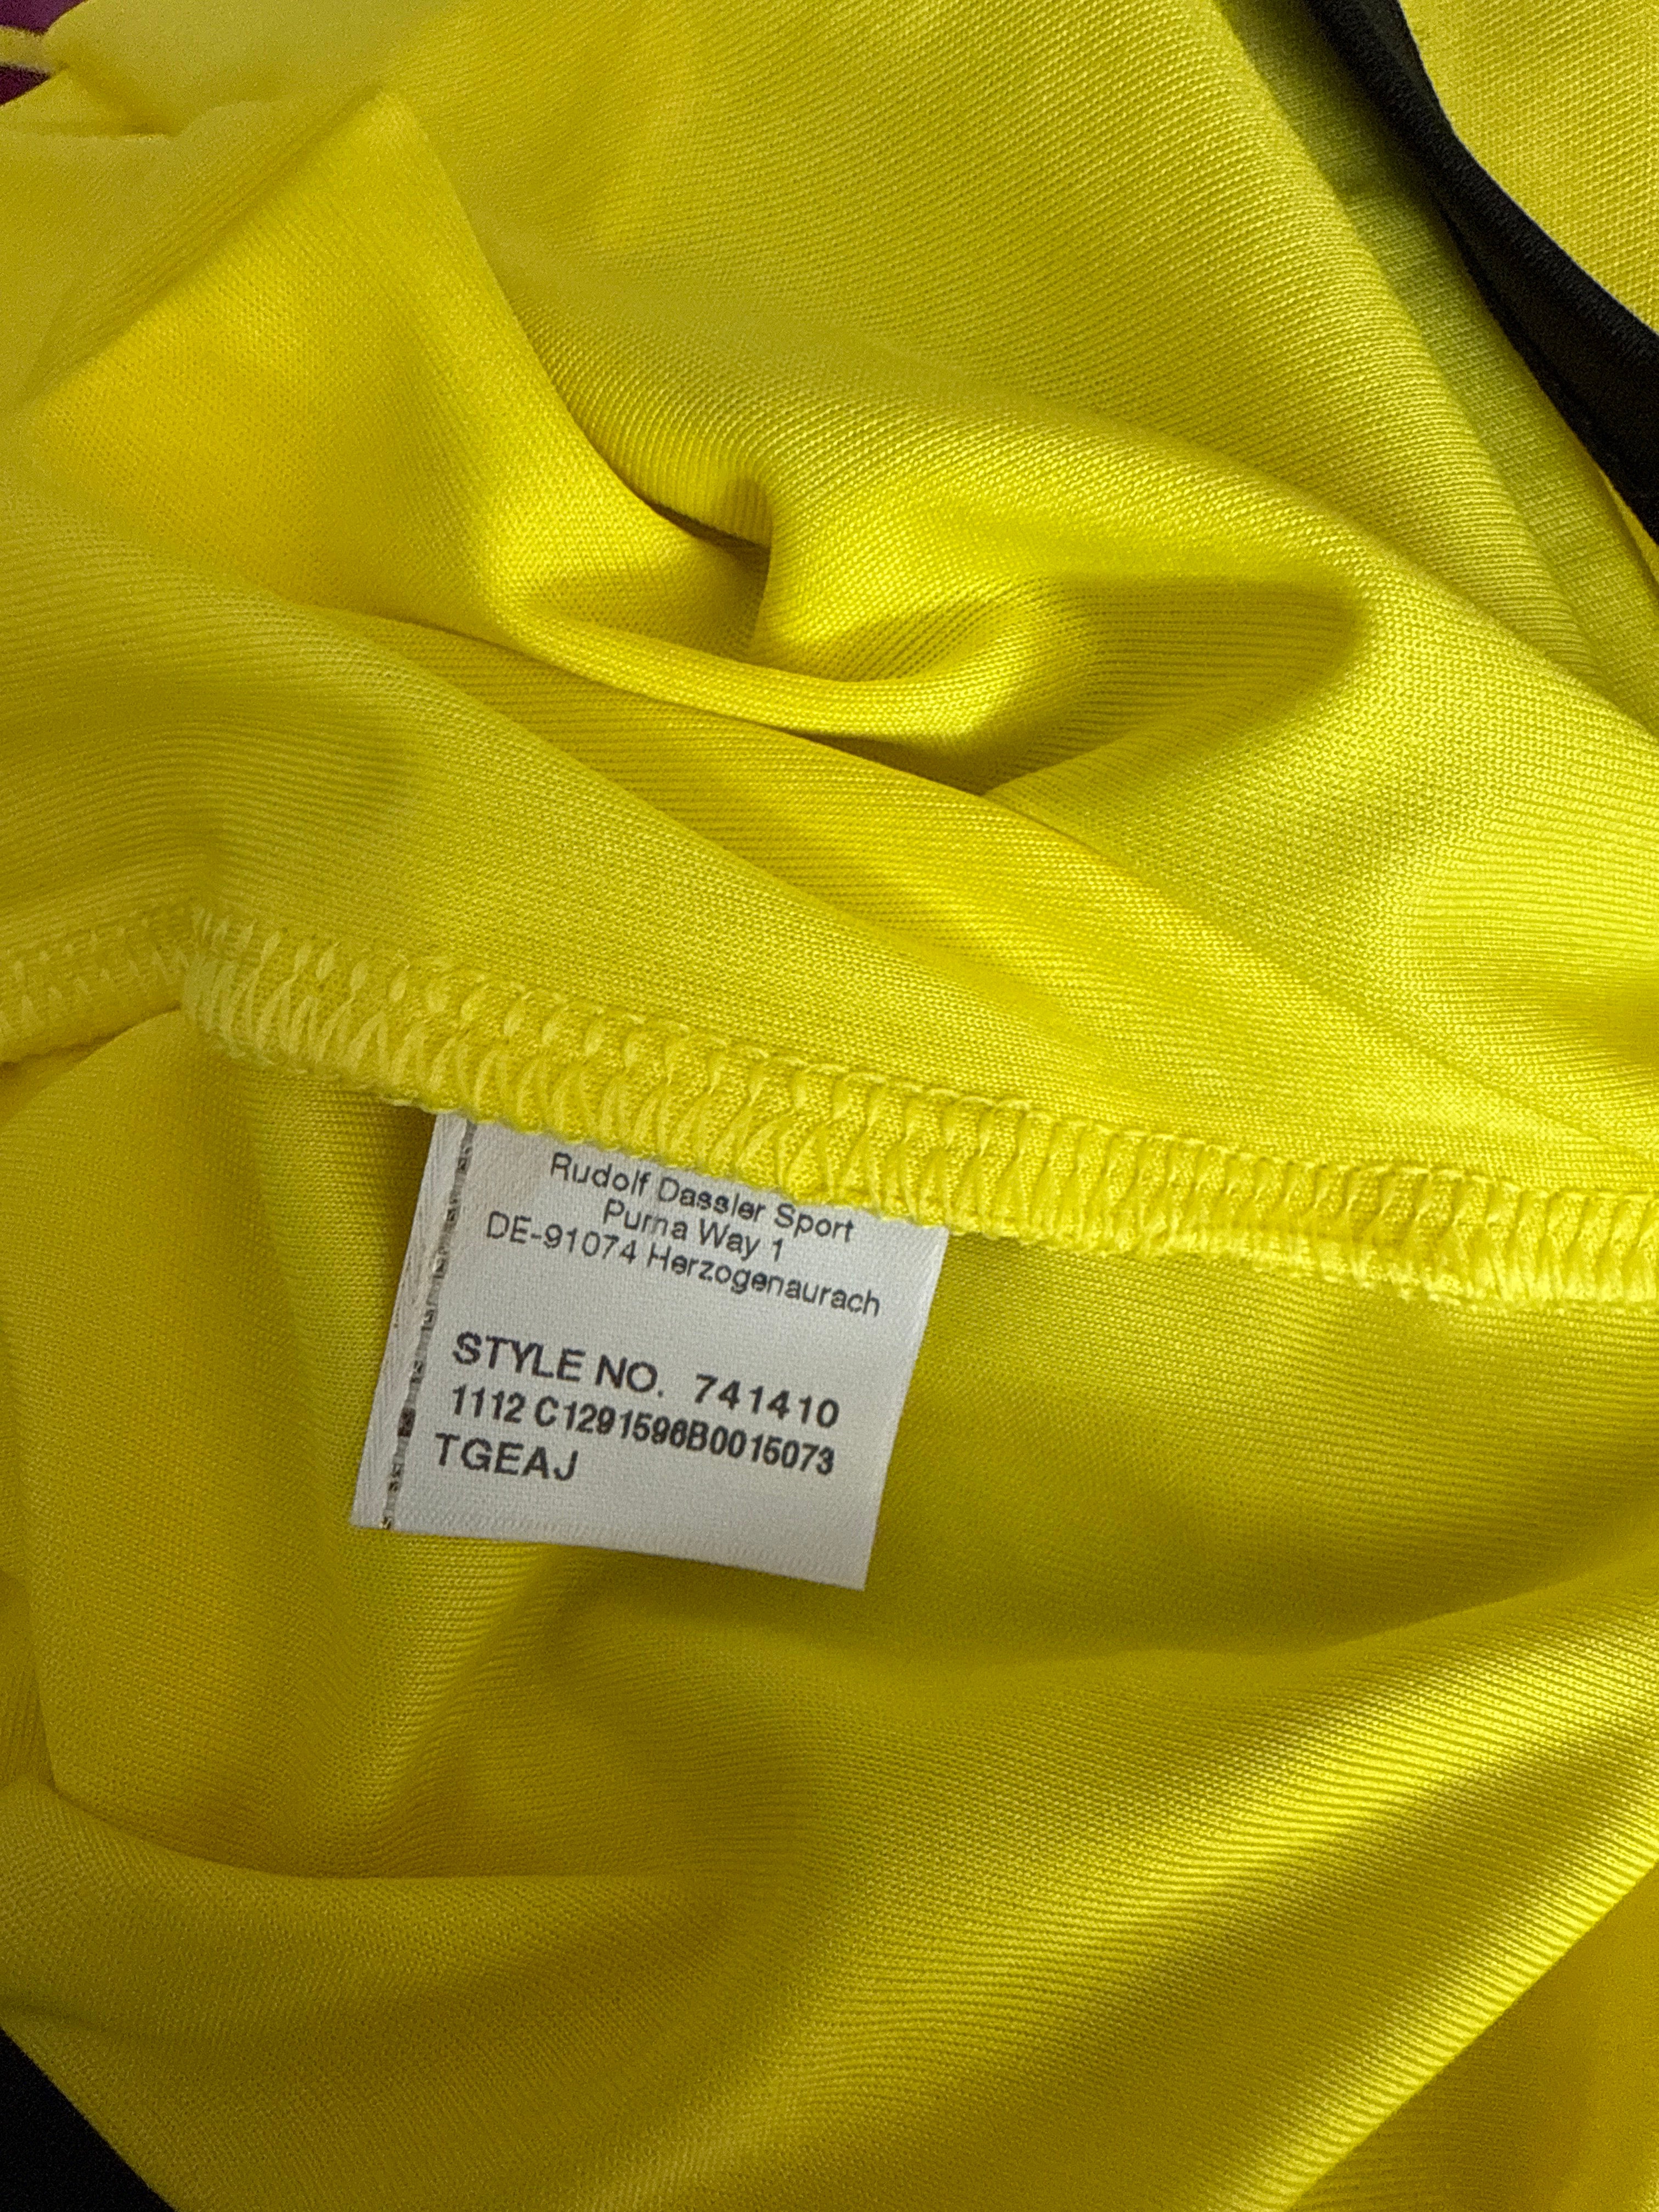 Rudolf Dassler Sport
Puma Way 1
DE-91074 Herzogenaurach
STYLE NO. 741410
1112 C1291596B0015073
TGEAJ